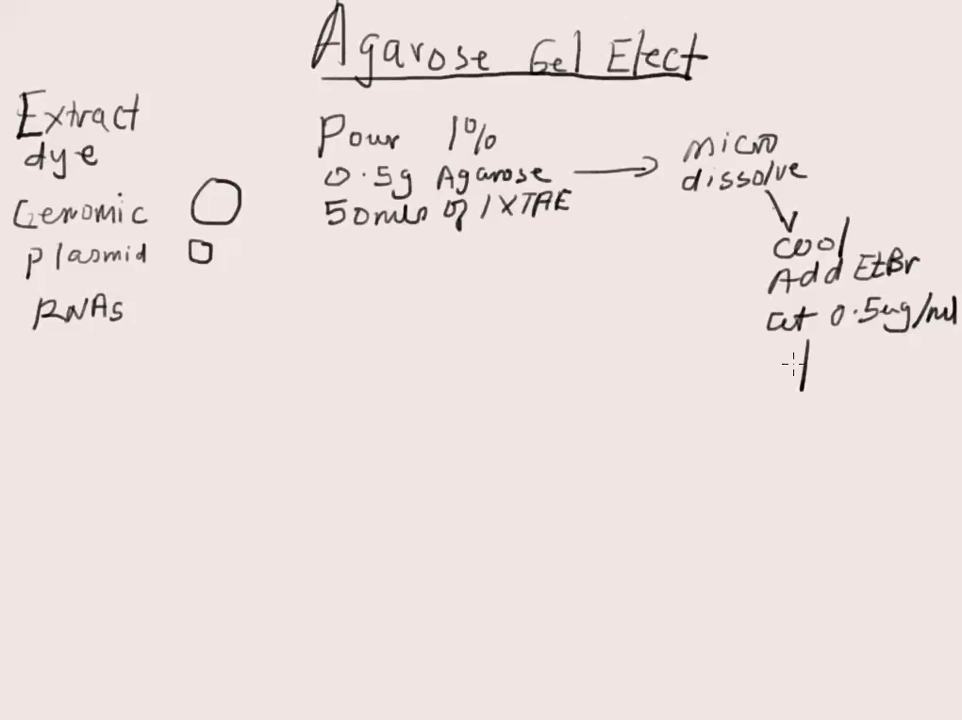 Agarose Gel Elect
Extract
dye
Genomic
Plasmid
RNAs
Pour 1%
0.5g Agarose
50mls of 1XTAE
micro
dissolve
cool
Add EtBr
at 0.5ug/ml